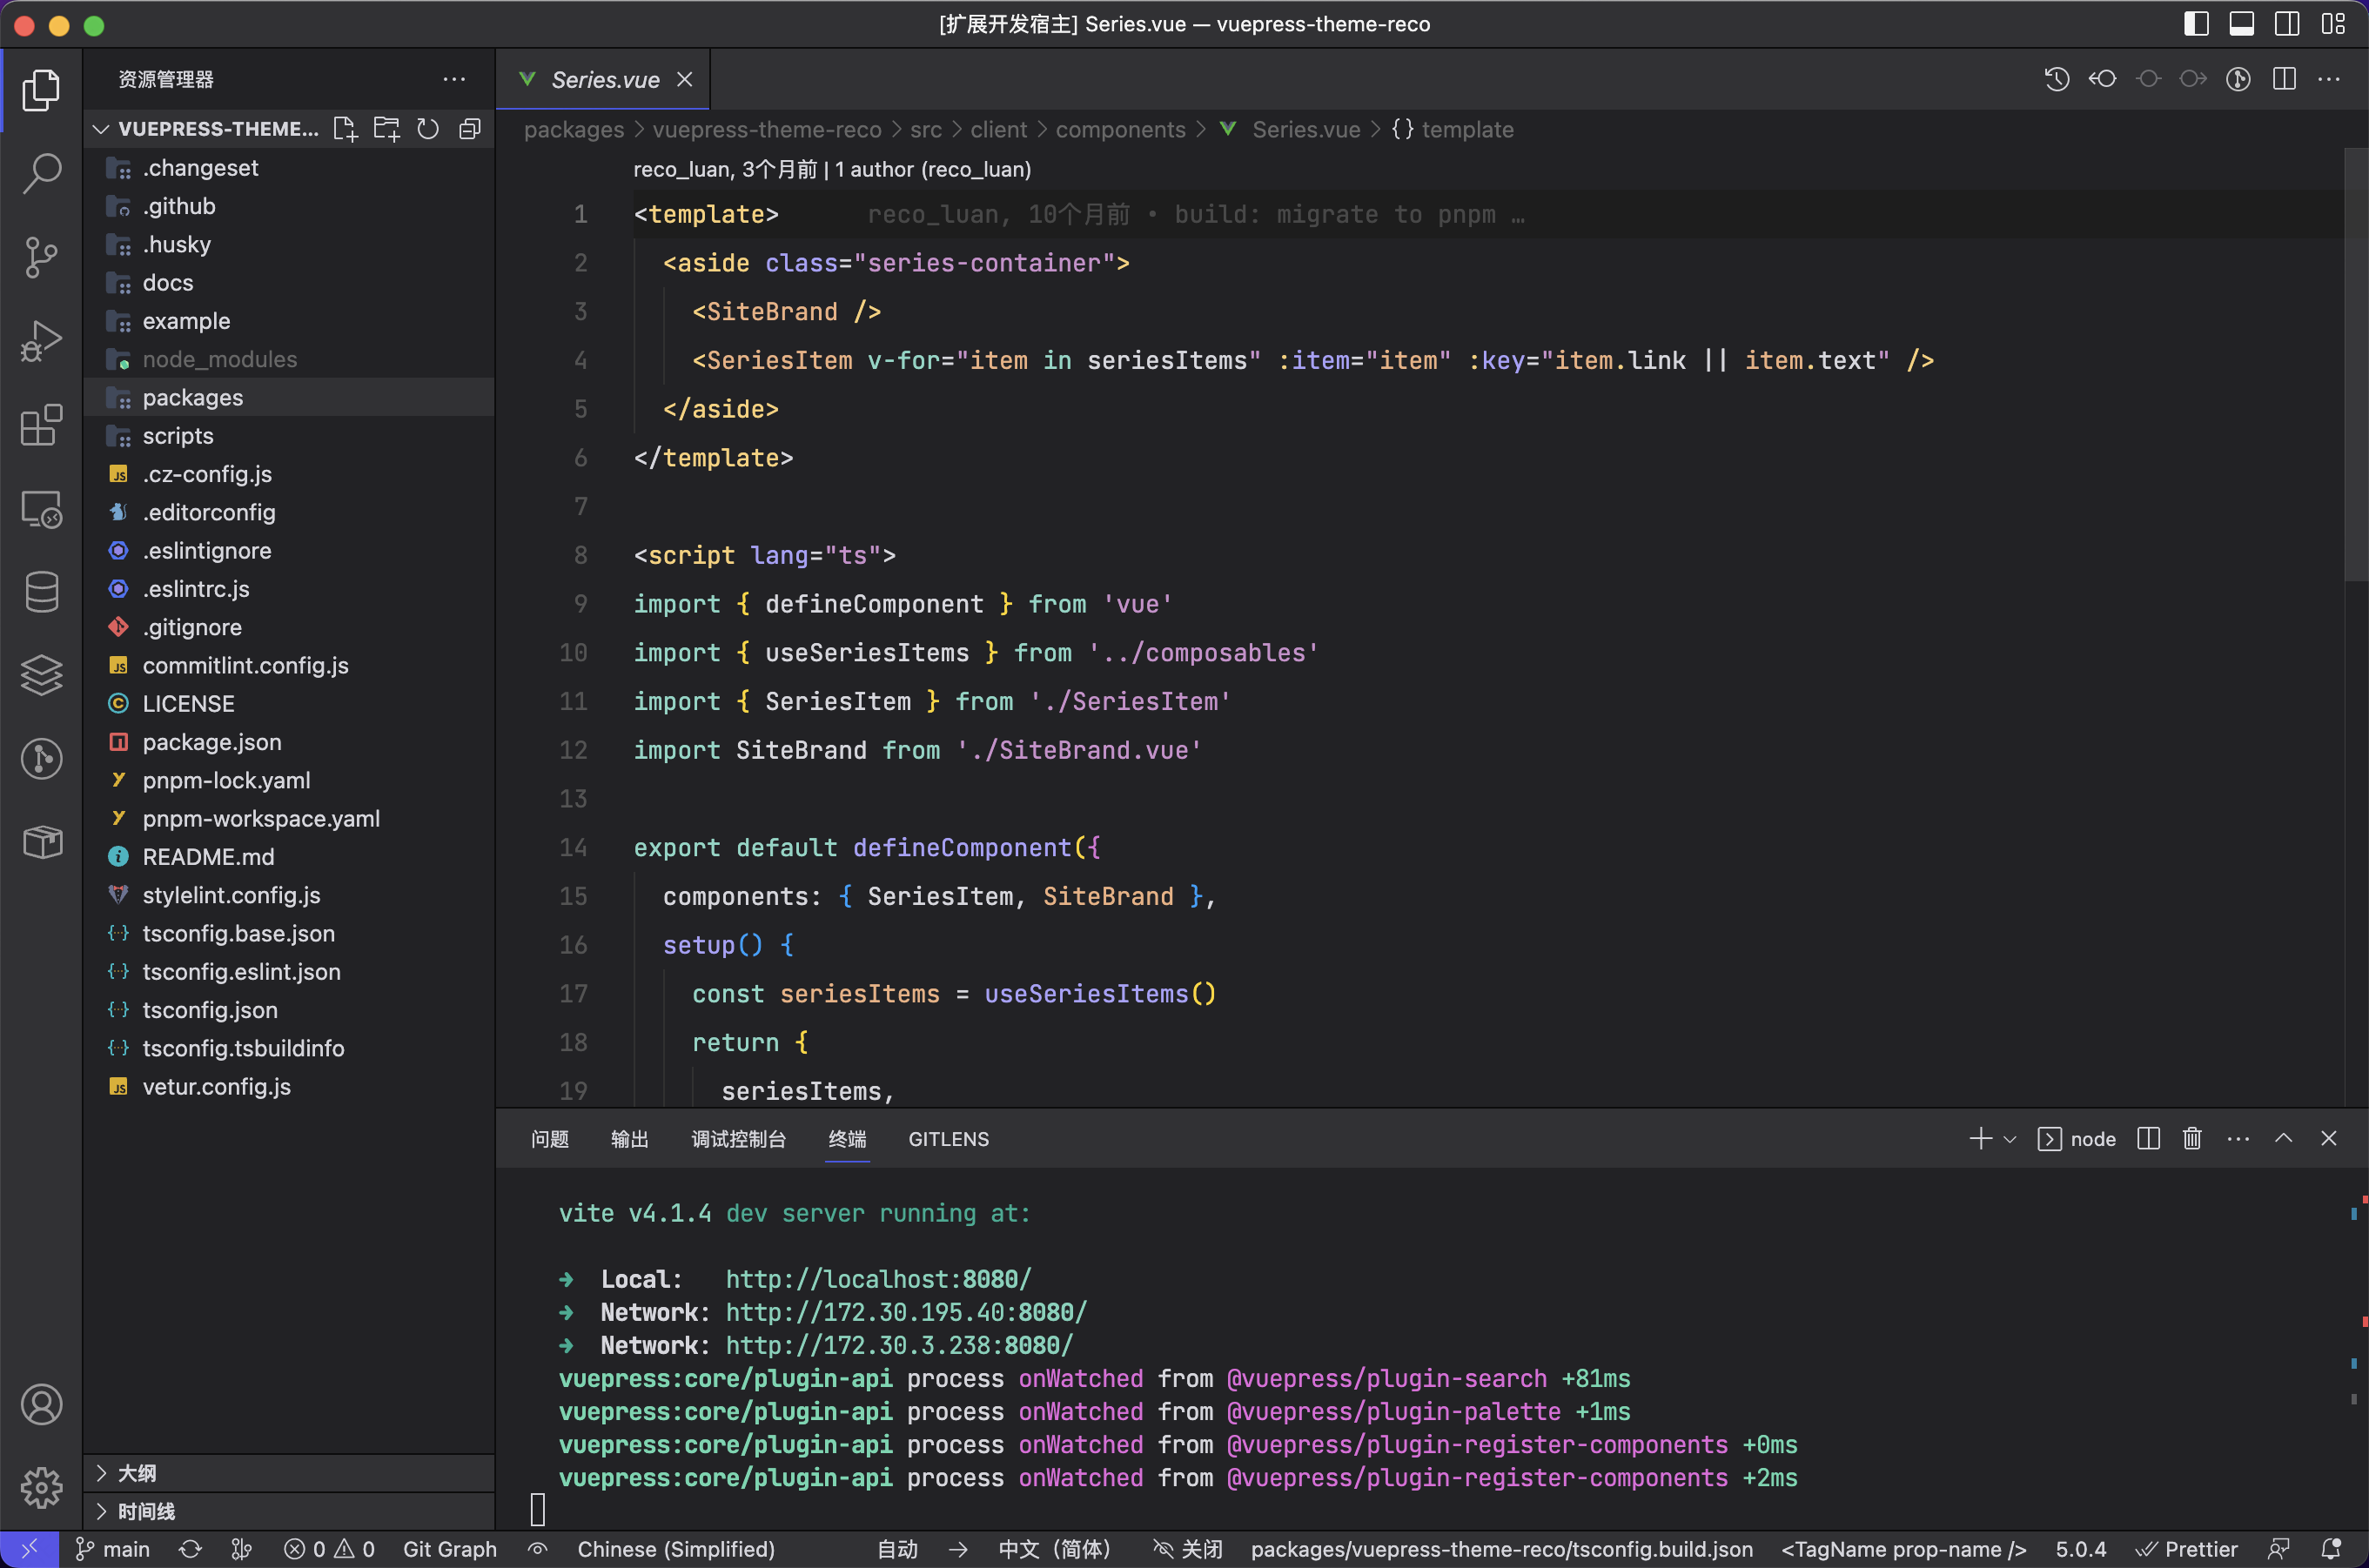 [扩展开发宿主] Series.vue — vuepress-theme-reco
资源管理器
VUEPRESS-THEME...
.changeset
.github
.husky
docs
example
node_modules
packages
scripts
.cz-config.js
.editorconfig
.eslintignore
.eslintrc.js
.gitignore
commitlint.config.js
LICENSE
package.json
pnpm-lock.yaml
pnpm-workspace.yaml
README.md
stylelint.config.js
tsconfig.base.json
tsconfig.eslint.json
tsconfig.json
tsconfig.tsbuildinfo
vetur.config.js
大纲
时间线
Series.vue
packages > vuepress-theme-reco > src > client > components > Series.vue > {} template
reco_luan, 3个月前 | 1 author (reco_luan)
1 <template> reco_luan, 10个月前 • build: migrate to pnpm …
2 <aside class="series-container">
3 <SiteBrand />
4 <SeriesItem v-for="item in seriesItems" :item="item" :key="item.link || item.text" />
5 </aside>
6 </template>
7
8 <script lang="ts">
9 import { defineComponent } from 'vue'
10 import { useSeriesItems } from '../composables'
11 import { SeriesItem } from './SeriesItem'
12 import SiteBrand from './SiteBrand.vue'
13
14 export default defineComponent({
15 components: { SeriesItem, SiteBrand },
16 setup() {
17 const seriesItems = useSeriesItems()
18 return {
19 seriesItems,
问题 输出 调试控制台 终端 GITLENS
node
vite v4.1.4 dev server running at:
➜ Local: http://localhost:8080/
➜ Network: http://172.30.195.40:8080/
➜ Network: http://172.30.3.238:8080/
vuepress:core/plugin-api process onWatched from @vuepress/plugin-search +81ms
vuepress:core/plugin-api process onWatched from @vuepress/plugin-palette +1ms
vuepress:core/plugin-api process onWatched from @vuepress/plugin-register-components +0ms
vuepress:core/plugin-api process onWatched from @vuepress/plugin-register-components +2ms
main 0 0 Git Graph Chinese (Simplified) 自动 → 中文（简体） 关闭 packages/vuepress-theme-reco/tsconfig.build.json <TagName prop-name /> 5.0.4 Prettier